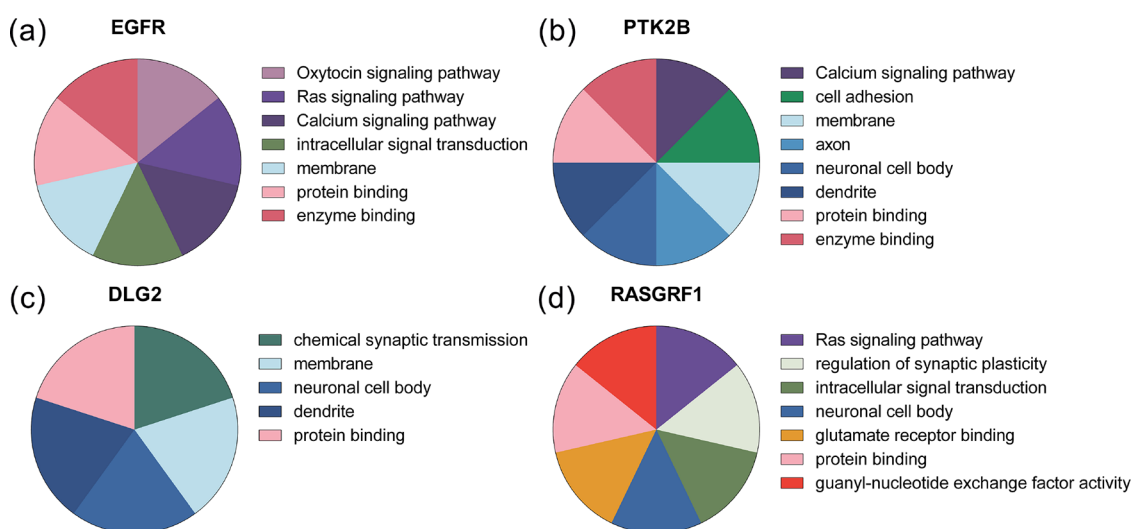 (a) EGFR
Oxytocin signaling pathway
Ras signaling pathway
Calcium signaling pathway
intracellular signal transduction
membrane
protein binding
enzyme binding
(b) PTK2B
Calcium signaling pathway
cell adhesion
membrane
axon
neuronal cell body
dendrite
protein binding
enzyme binding
(c) DLG2
chemical synaptic transmission
membrane
neuronal cell body
dendrite
protein binding
(d) RASGRF1
Ras signaling pathway
regulation of synaptic plasticity
intracellular signal transduction
neuronal cell body
glutamate receptor binding
protein binding
guanyl-nucleotide exchange factor activity